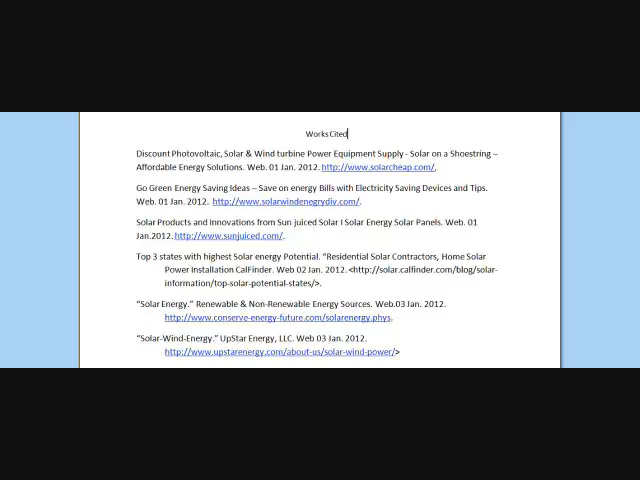 Works Cited
Discount Photovoltaic, Solar & Wind turbine Power Equipment Supply - Solar on a Shoestring –
Affordable Energy Solutions. Web. 01 Jan. 2012. http://www.solarcheap.com/,
Go Green Energy Saving Ideas – Save on energy Bills with Electricity Saving Devices and Tips.
Web. 01 Jan. 2012. http://www.solarwindenegrydiv.com/.
Solar Products and Innovations from Sun juiced Solar I Solar Energy Solar Panels. Web. 01
Jan.2012. http://www.sunjuiced.com/.
Top 3 states with highest Solar energy Potential. “Residential Solar Contractors, Home Solar
Power Installation CalFinder. Web 02 Jan. 2012. <http://solar.calfinder.com/blog/solar-
information/top-solar-potential-states/>.
“Solar Energy.” Renewable & Non-Renewable Energy Sources. Web.03 Jan. 2012.
http://www.conserve-energy-future.com/solarenergy.phys.
“Solar-Wind-Energy.” UpStar Energy, LLC. Web 03 Jan. 2012.
http://www.upstarenergy.com/about-us/solar-wind-power/>